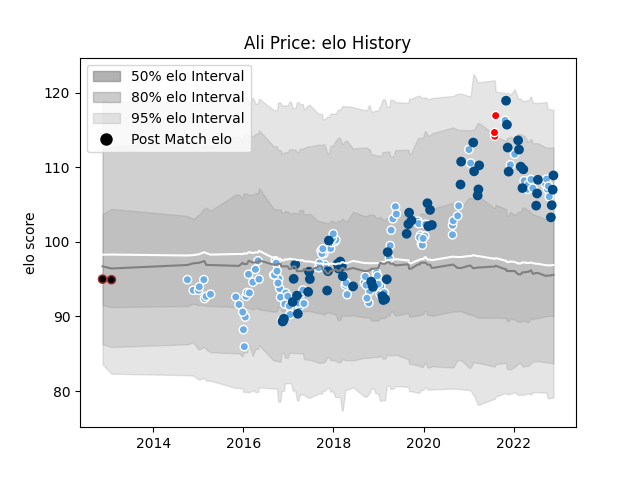 Ali Price: elo History
50% elo Interval
80% elo Interval
95% elo Interval
Post Match elo
elo score
120
110
100
90
80
2014 2016 2018 2020 2022